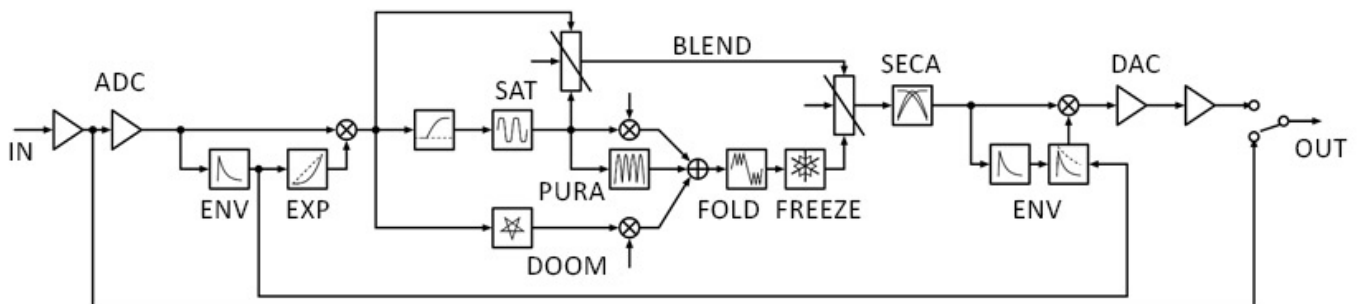 BLEND
SECA
DAC
ADC
SAT
IN
OUT
PURA
ENV
EXP
FOLD
FREEZE
ENV
DOOM